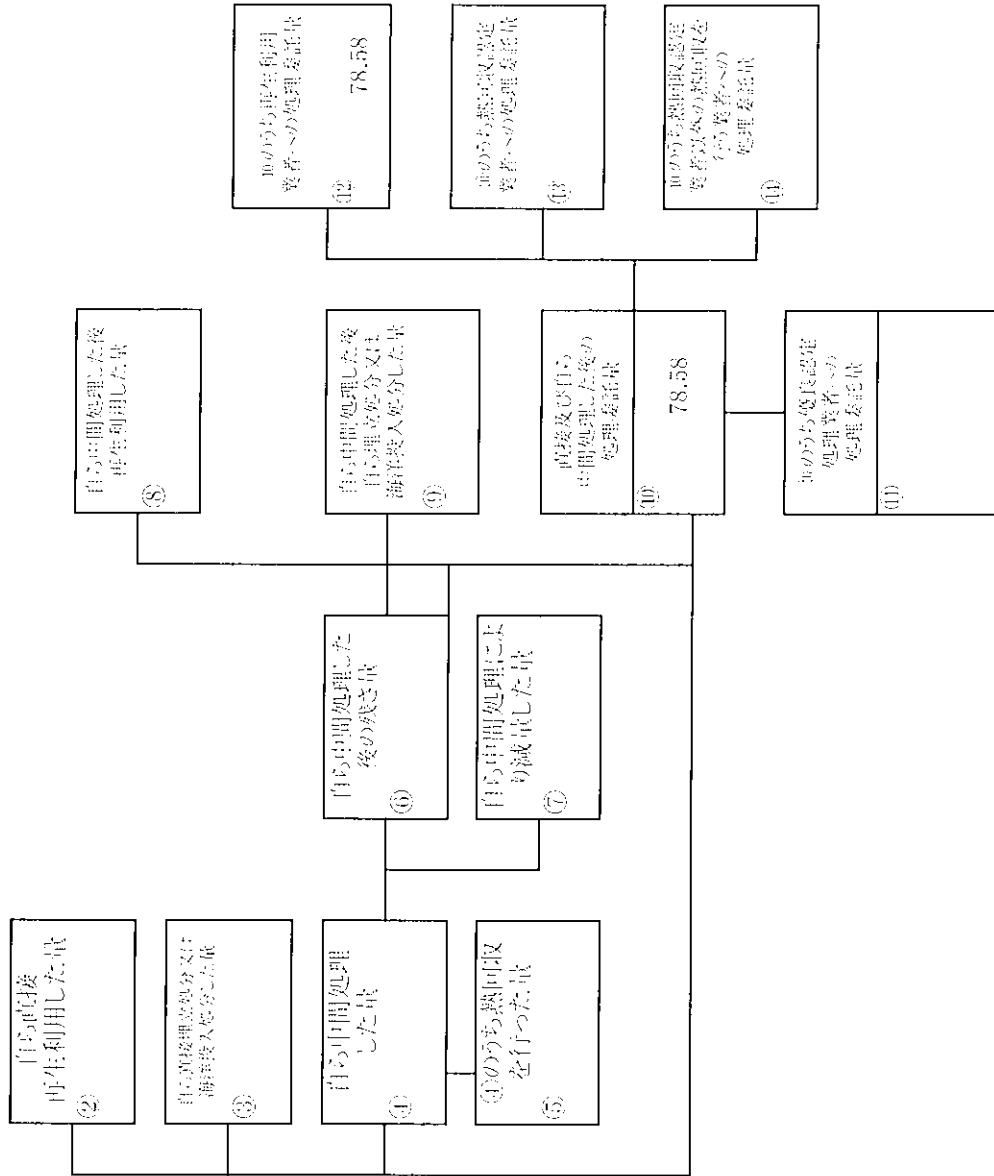 自ら直接
再生利用した量
②
自ら直接埋立処分又は
海洋投入処分した量
③
自ら中間処理
した量
④
④のうち熱回収
を行った量
⑤
自ら中間処理した
後の残さ量
⑥
自ら中間処理によ
り減量した量
⑦
自ら中間処理した後
再生利用した量
⑧
自ら中間処理した後
自ら埋立処分又は
海洋投入処分した量
⑨
直接及び自ら
中間処理した後の
処理委託量
⑩
78.58
⑩のうち優良認定
処理業者への
処理委託量
⑪
⑩のうち再生利用
業者への処理委託量
⑫
78.58
⑩のうち熱回収認定
業者への処理委託量
⑬
⑩のうち熱回収認定
業者以外の熱回収を
行う業者への
処理委託量
⑭